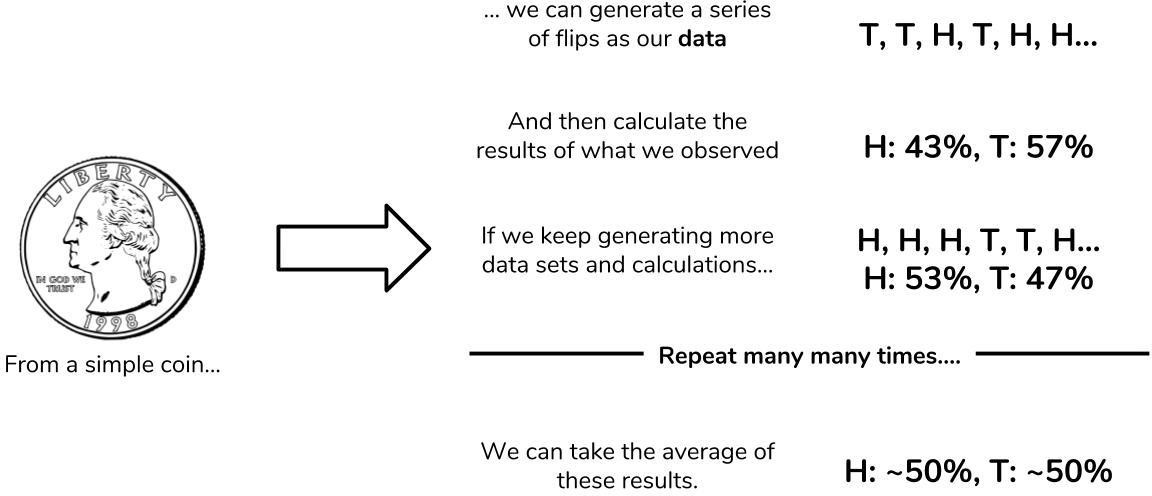 ... we can generate a series
of flips as our data
T, T, H, T, H, H...
And then calculate the
results of what we observed
H: 43%, T: 57%
LIBERTY
IN GOD WE
TRUST
D
1998
From a simple coin...
If we keep generating more
data sets and calculations...
H, H, H, T, T, H...
H: 53%, T: 47%
Repeat many many times....
We can take the average of
these results.
H: ~50%, T: ~50%